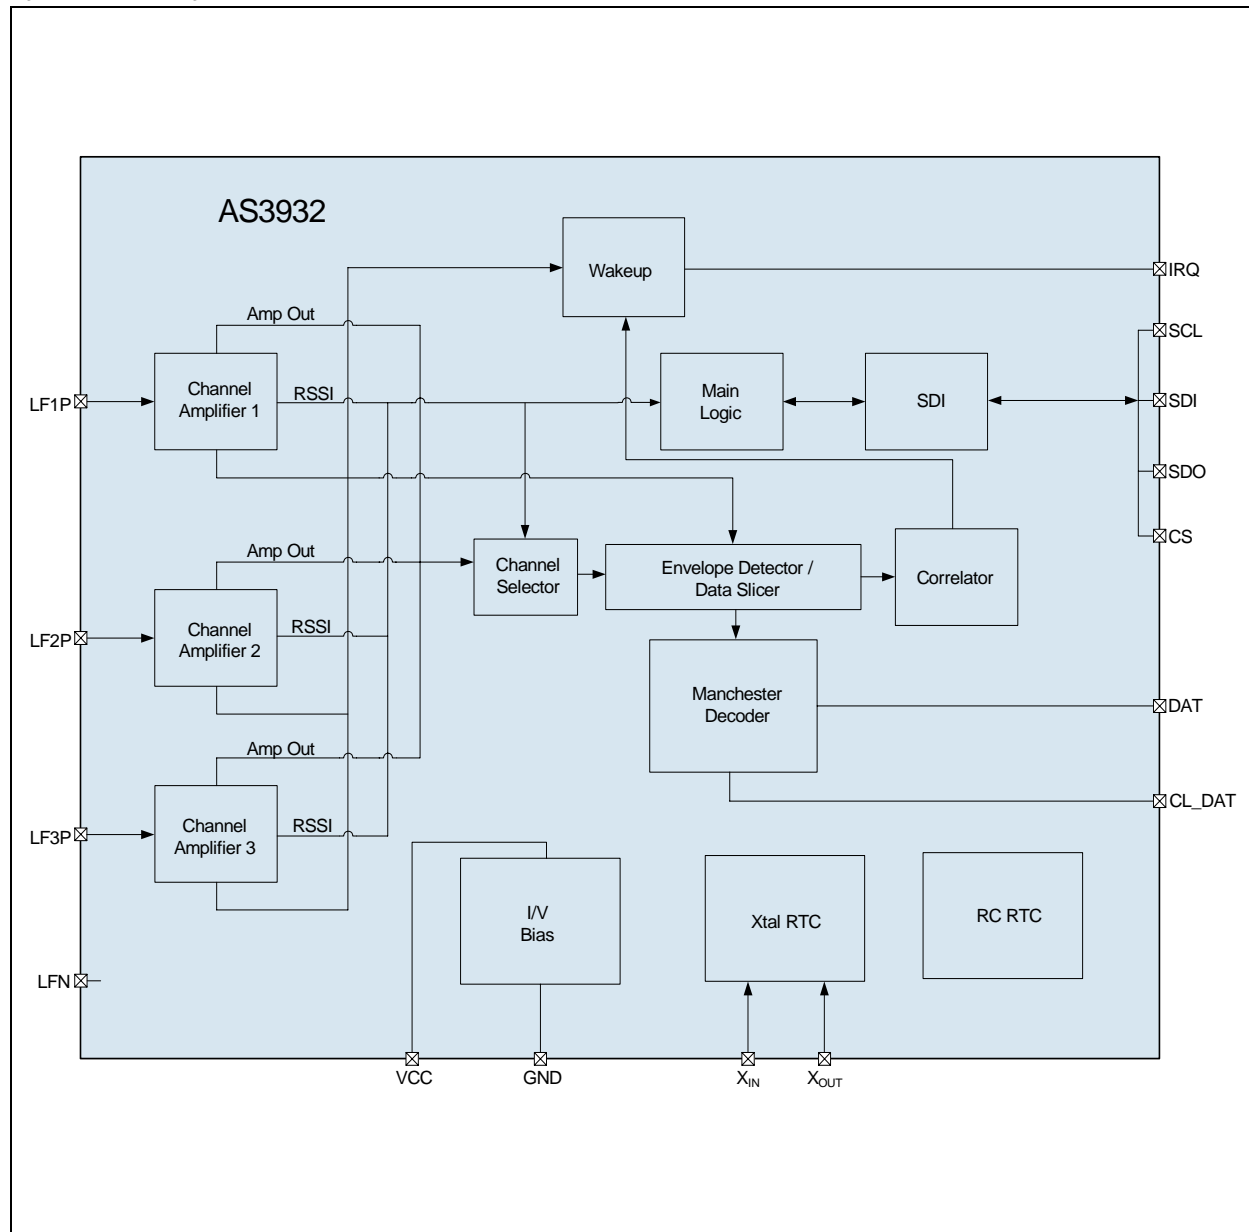 AS3932
Wakeup
IRQ
Amp Out
SCL
LF1P
Channel
Amplifier 1
RSSI
Main
Logic
SDI
SDI
SDO
Amp Out
Channel
Selector
Envelope Detector /
Data Slicer
Correlator
CS
LF2P
Channel
Amplifier 2
RSSI
Manchester
Decoder
DAT
Amp Out
CL_DAT
LF3P
Channel
Amplifier 3
RSSI
I/V
Bias
Xtal RTC
RC RTC
LFN
VCC
GND
XIN
XOUT